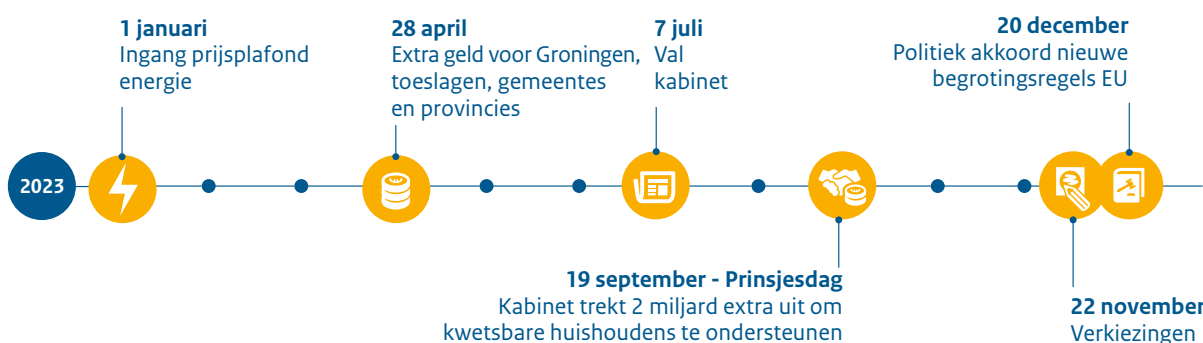 2023
1 januari
Ingang prijsplafond
energie
28 april
Extra geld voor Groningen,
toeslagen, gemeentes
en provincies
7 juli
Val
kabinet
19 september - Prinsjesdag
Kabinet trekt 2 miljard extra uit om
kwetsbare huishoudens te ondersteunen
22 november
Verkiezingen
20 december
Politiek akkoord nieuwe
begrotingsregels EU